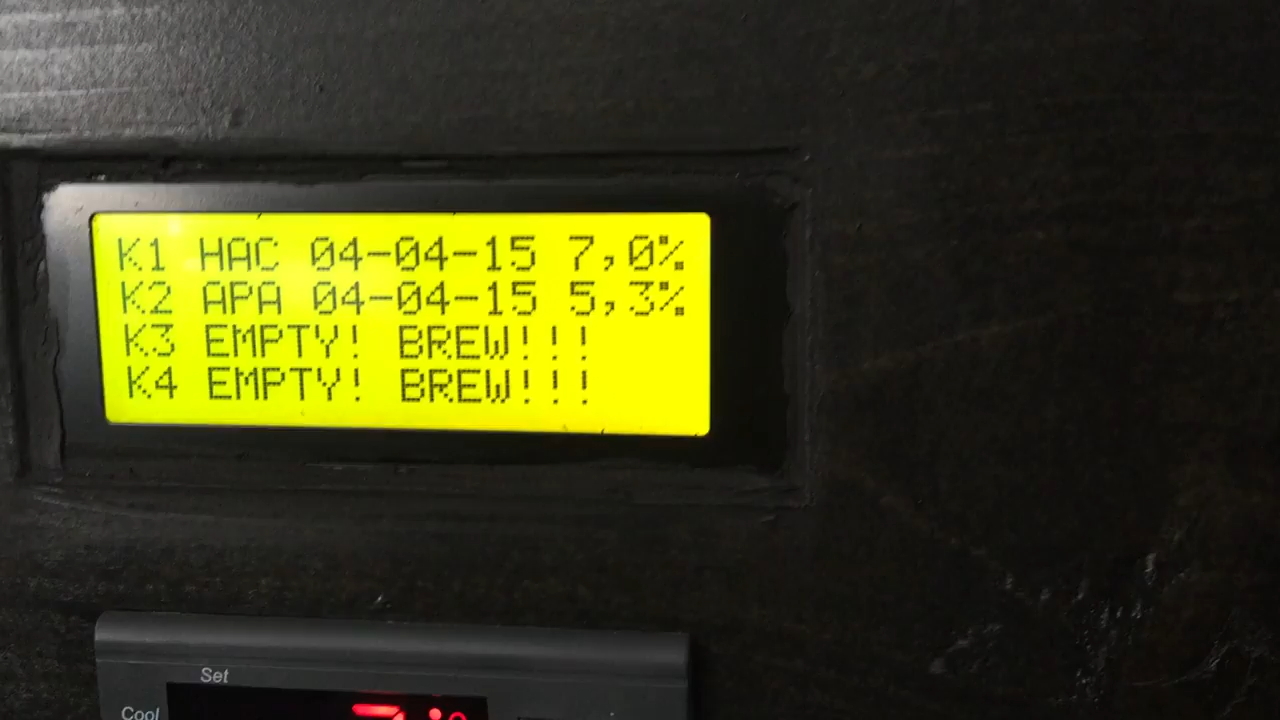 K1 HAC 04-04-15 7,0%
K2 APA 04-04-15 5,3%
K3 EMPTY! BREW!!!
K4 EMPTY! BREW!!!
Set
Cool